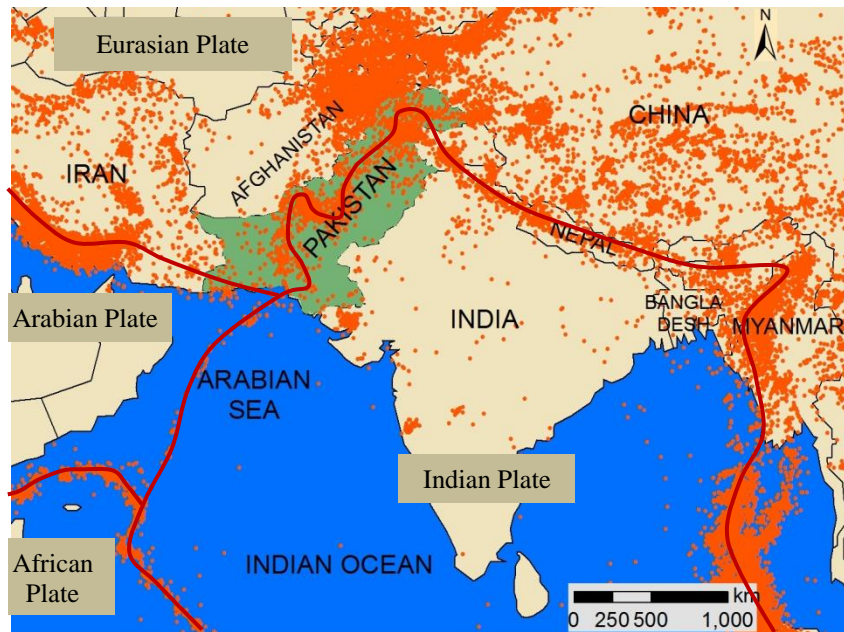 Eurasian Plate
N
CHINA
AFGHANISTAN
IRAN
PAKISTAN
NEPAL
Arabian Plate
INDIA
BANGLA
DESH
MYANMAR
ARABIAN
SEA
Indian Plate
African
Plate
INDIAN OCEAN
km
0 250 500 1,000